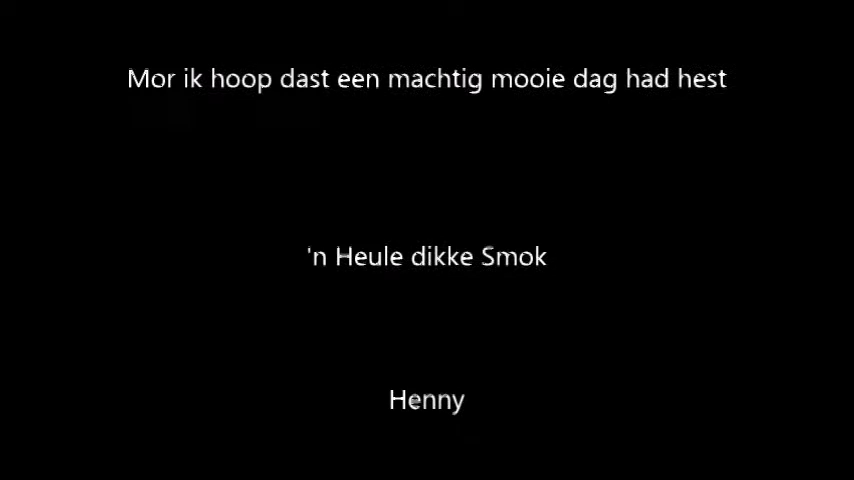 Mor ik hoop dast een machtig mooie dag had hest
'n Heule dikke Smok
Henny